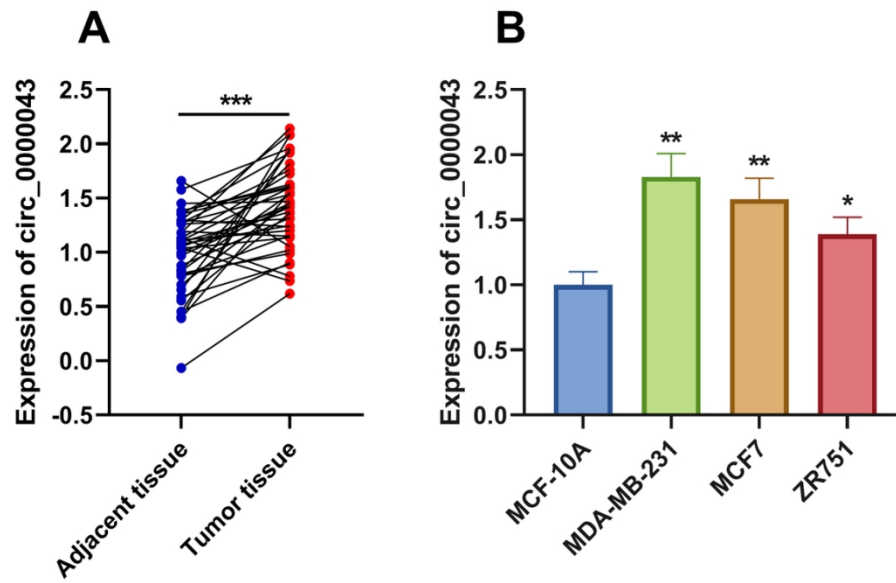 A
Expression of circ_0000043
2.5
2.0
1.5
1.0
0.5
0.0
-0.5
***
Adjacent tissue
Tumor tissue
B
Expression of circ_0000043
2.5
2.0
1.5
1.0
0.5
0.0
**
**
*
MCF-10A
MDA-MB-231
MCF7
ZR751